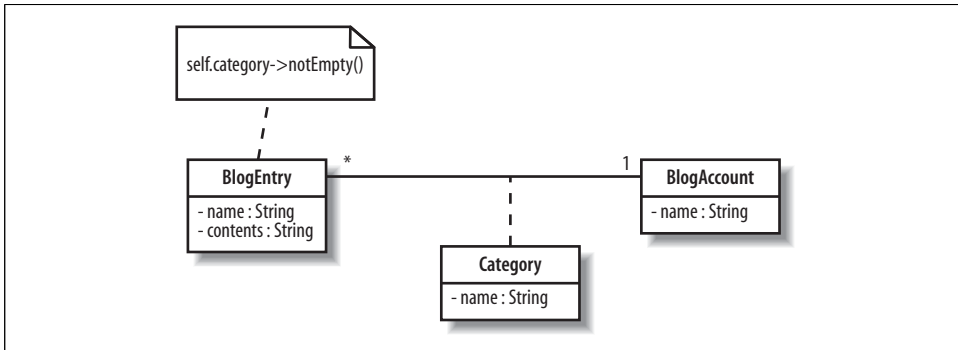 self.category->notEmpty()
* 1
BlogEntry
- name : String
- contents : String
BlogAccount
- name : String
Category
- name : String